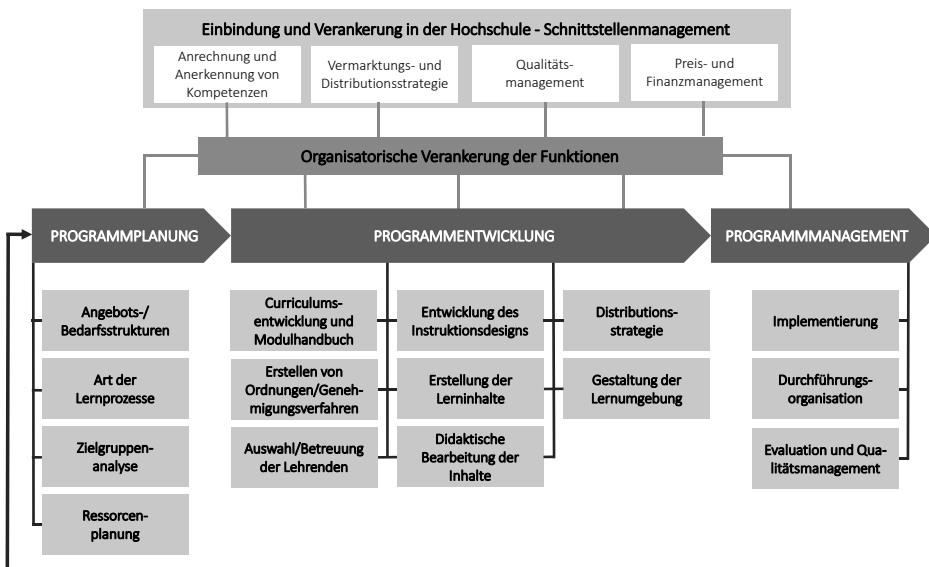 Einbindung und Verankerung in der Hochschule - Schnittstellenmanagement
Anrechnung und
Anerkennung von
Kompetenzen
Vermarktungs- und
Distributionsstrategie
Qualitäts-
management
Preis- und
Finanzmanagement
Organisatorische Verankerung der Funktionen
PROGRAMMPLANUNG
PROGRAMMENTWICKLUNG
PROGRAMMMANAGEMENT
Angebots-/
Bedarfsstrukturen
Art der
Lernprozesse
Zielgruppen-
analyse
Ressorcen-
planung
Curriculums-
entwicklung und
Modulhandbuch
Erstellen von
Ordnungen/Geneh-
migungsverfahren
Auswahl/Betreuung
der Lehrenden
Entwicklung des
Instruktionsdesigns
Erstellung der
Lerninhalte
Didaktische
Bearbeitung der
Inhalte
Distributions-
strategie
Gestaltung der
Lernumgebung
Implementierung
Durchführungs-
organisation
Evaluation und Qua-
litätsmanagement